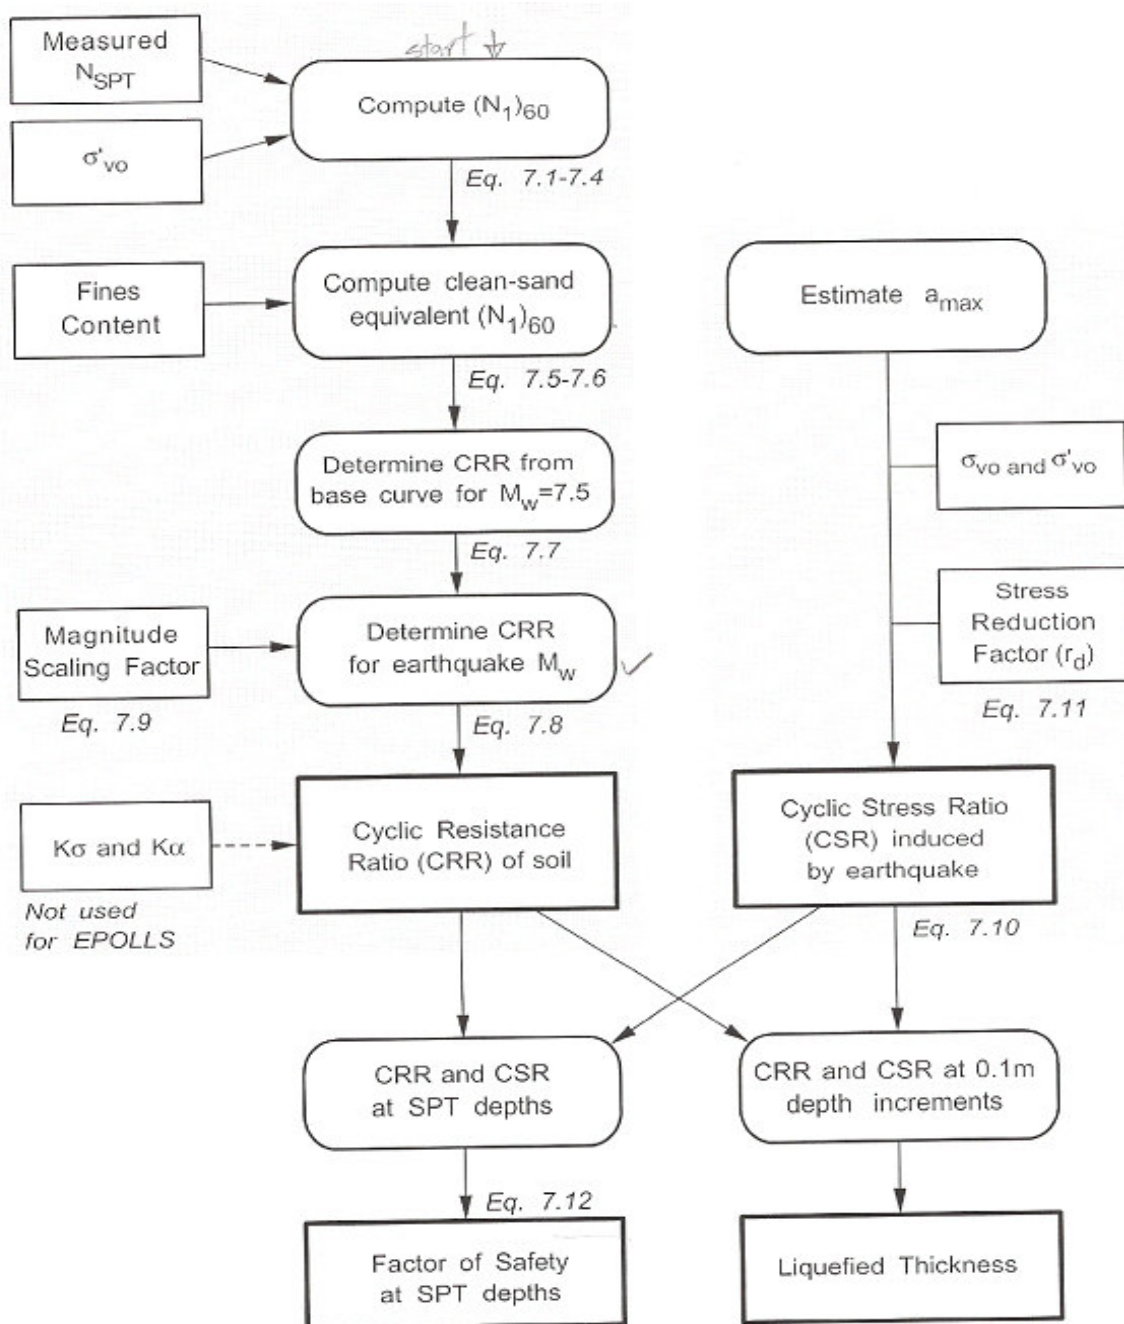 start
Measured
N_SPT
Compute (N₁)₆₀
σ'vo
Eq. 7.1-7.4
Fines
Content
Compute clean-sand
equivalent (N₁)₆₀
Estimate a_max
Eq. 7.5-7.6
Determine CRR from
base curve for M_w=7.5
σvo and σ'vo
Eq. 7.7
Stress
Reduction
Factor (r_d)
Eq. 7.11
Magnitude
Scaling Factor
Eq. 7.9
Determine CRR
for earthquake M_w
Eq. 7.8
Kσ and Kα
Not used
for EPOLLS
Cyclic Resistance
Ratio (CRR) of soil
Cyclic Stress Ratio
(CSR) induced
by earthquake
Eq. 7.10
CRR and CSR
at SPT depths
CRR and CSR at 0.1m
depth increments
Eq. 7.12
Factor of Safety
at SPT depths
Liquefied Thickness